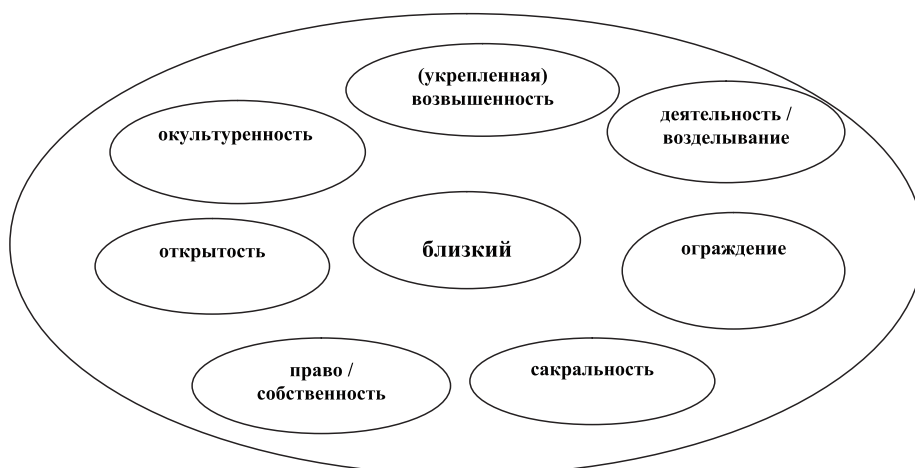 (укрепленная)
возвышенность
деятельность /
возделывание
окультуренность
открытость
близкий
ограждение
право /
собственность
сакральность